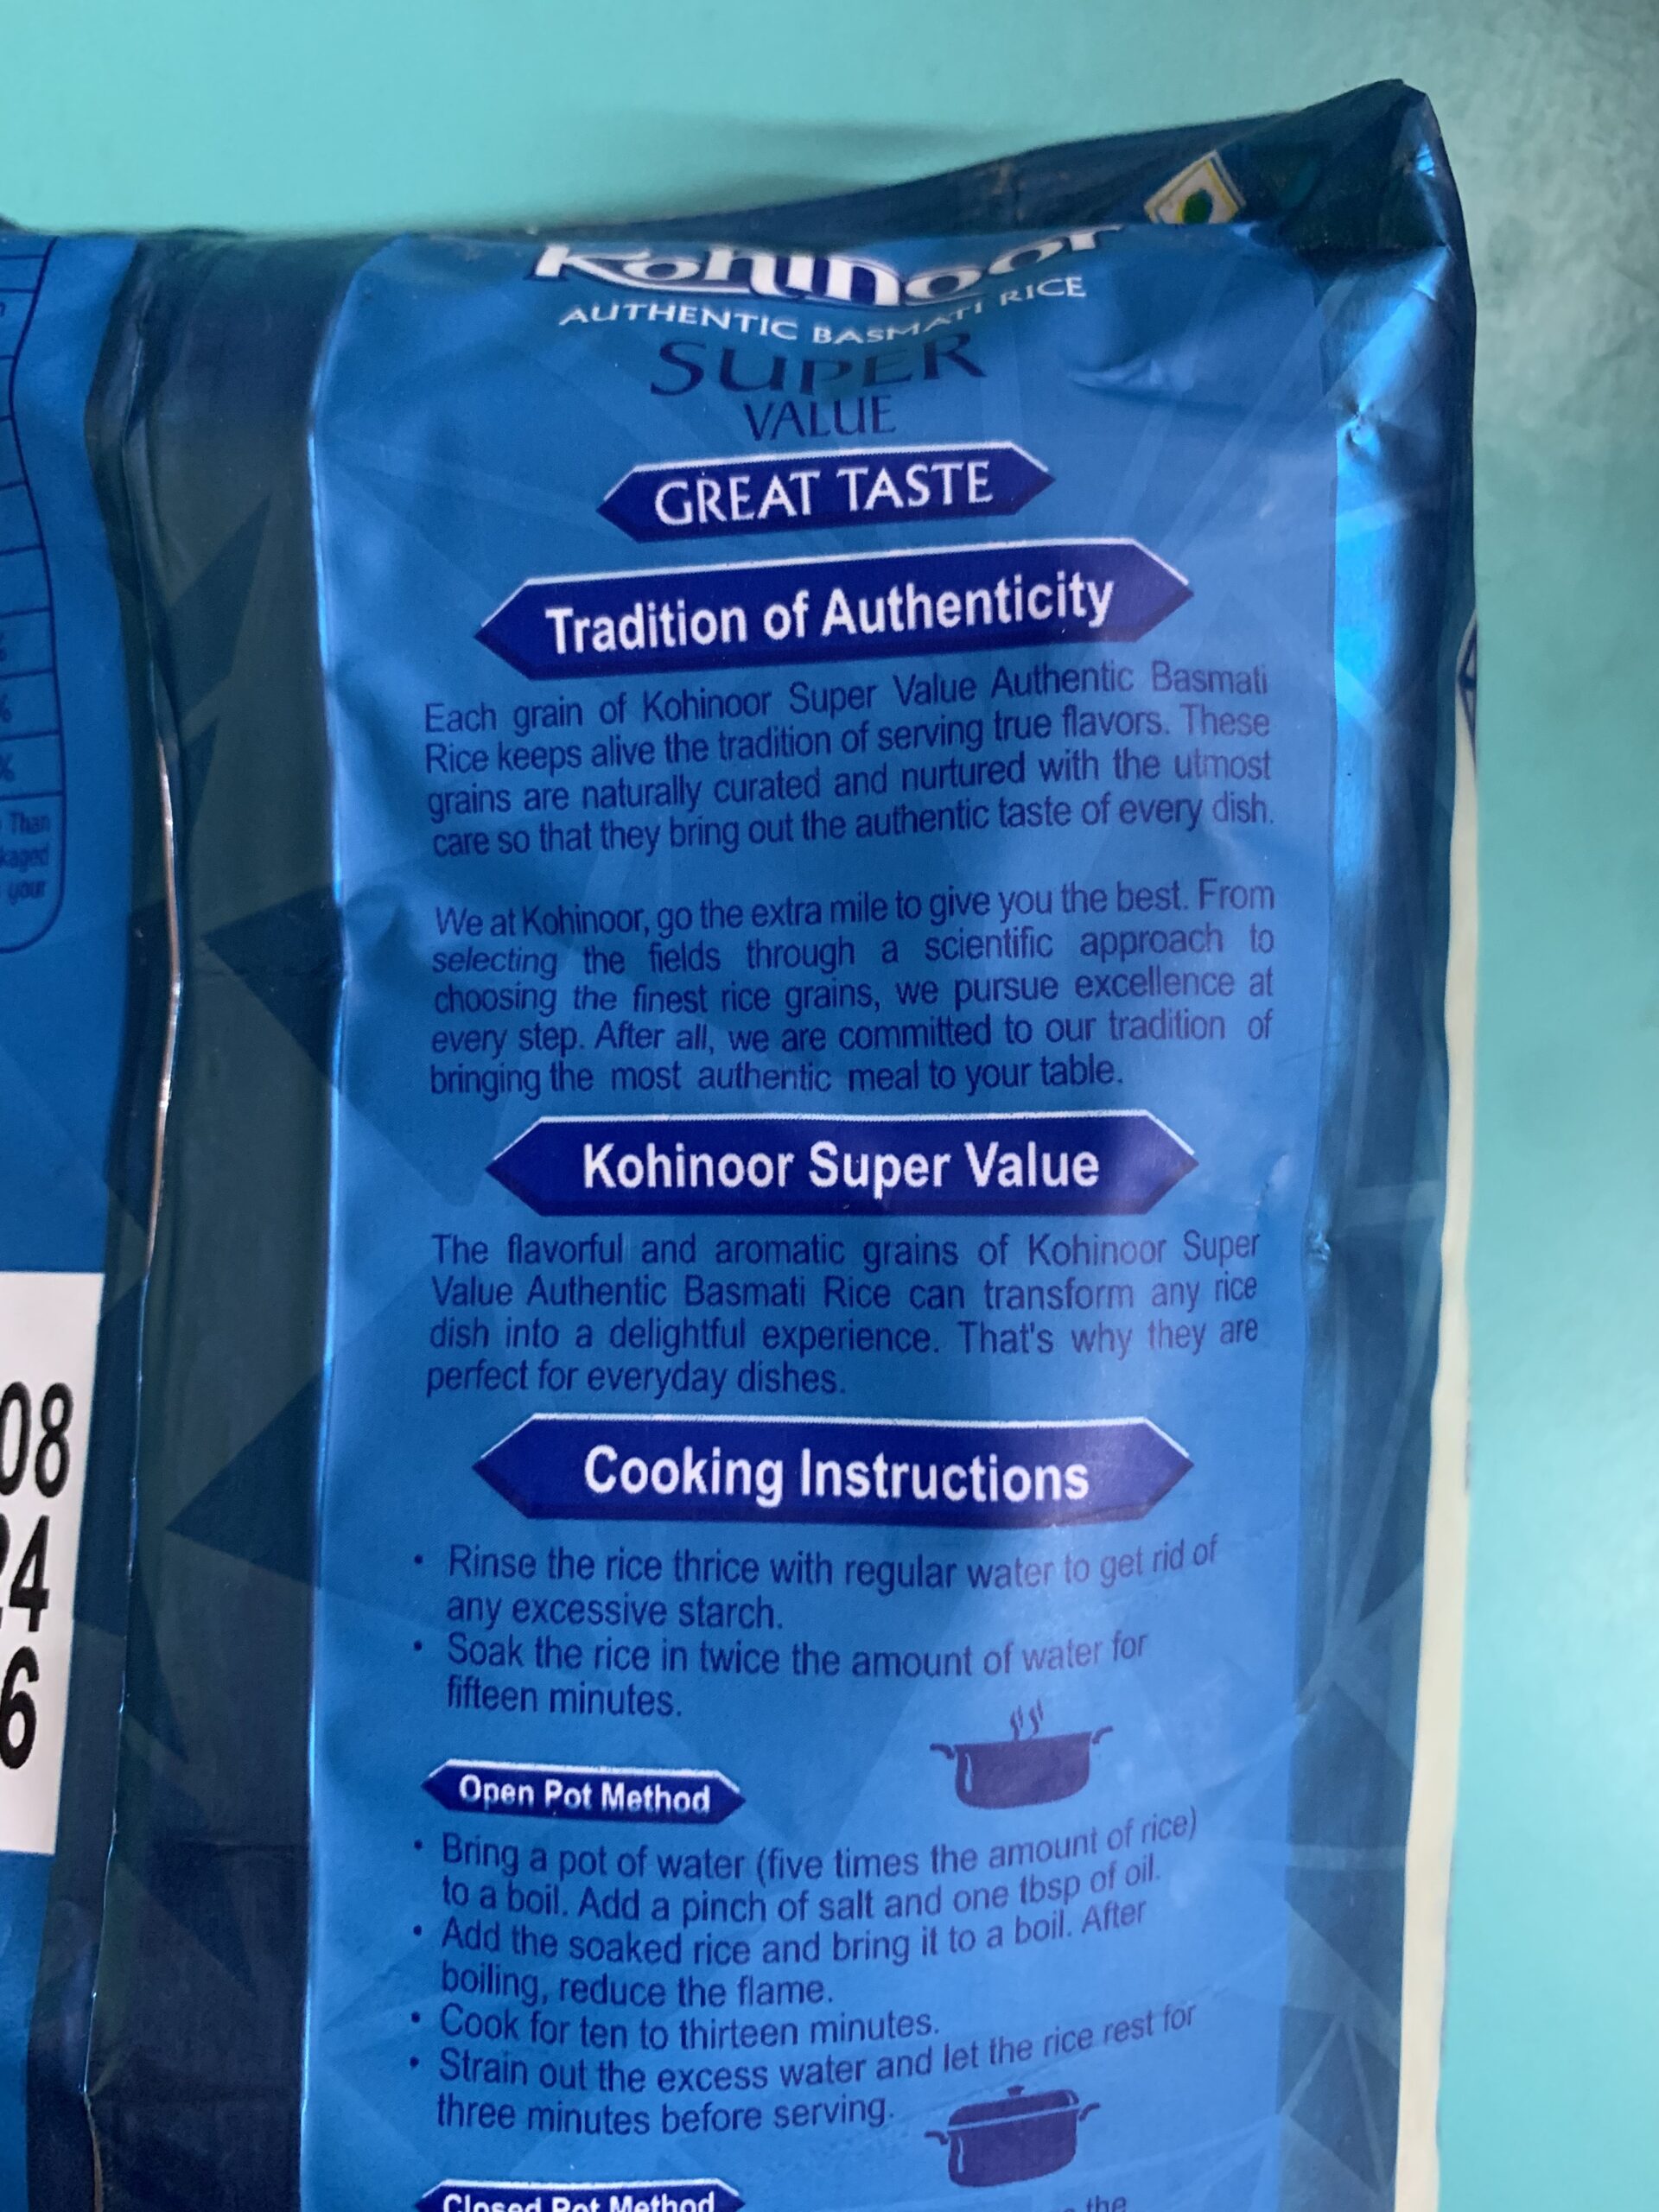 Kohinoor
AUTHENTIC BASMATI RICE
SUPER
VALUE
GREAT TASTE
Tradition of Authenticity
Each grain of Kohinoor Super Value Authentic Basmati
Rice keeps alive the tradition of serving true flavors. These
grains are naturally curated and nurtured with the utmost
care so that they bring out the authentic taste of every dish.
We at Kohinoor, go the extra mile to give you the best. From
selecting the fields through a scientific approach to
choosing the finest rice grains, we pursue excellence at
every step. After all, we are committed to our tradition of
bringing the most authentic meal to your table.
Kohinoor Super Value
The flavorful and aromatic grains of Kohinoor Super
Value Authentic Basmati Rice can transform any rice
dish into a delightful experience. That's why they are
perfect for everyday dishes.
Cooking Instructions
• Rinse the rice thrice with regular water to get rid of
any excessive starch.
• Soak the rice in twice the amount of water for
fifteen minutes.
Open Pot Method
• Bring a pot of water (five times the amount of rice)
to a boil. Add a pinch of salt and one tbsp of oil.
• Add the soaked rice and bring it to a boil. After
boiling, reduce the flame.
• Cook for ten to thirteen minutes.
• Strain out the excess water and let the rice rest for
three minutes before serving.
Closed Pot Method
the
%
%
%
Than
kaged
your
08
24
6